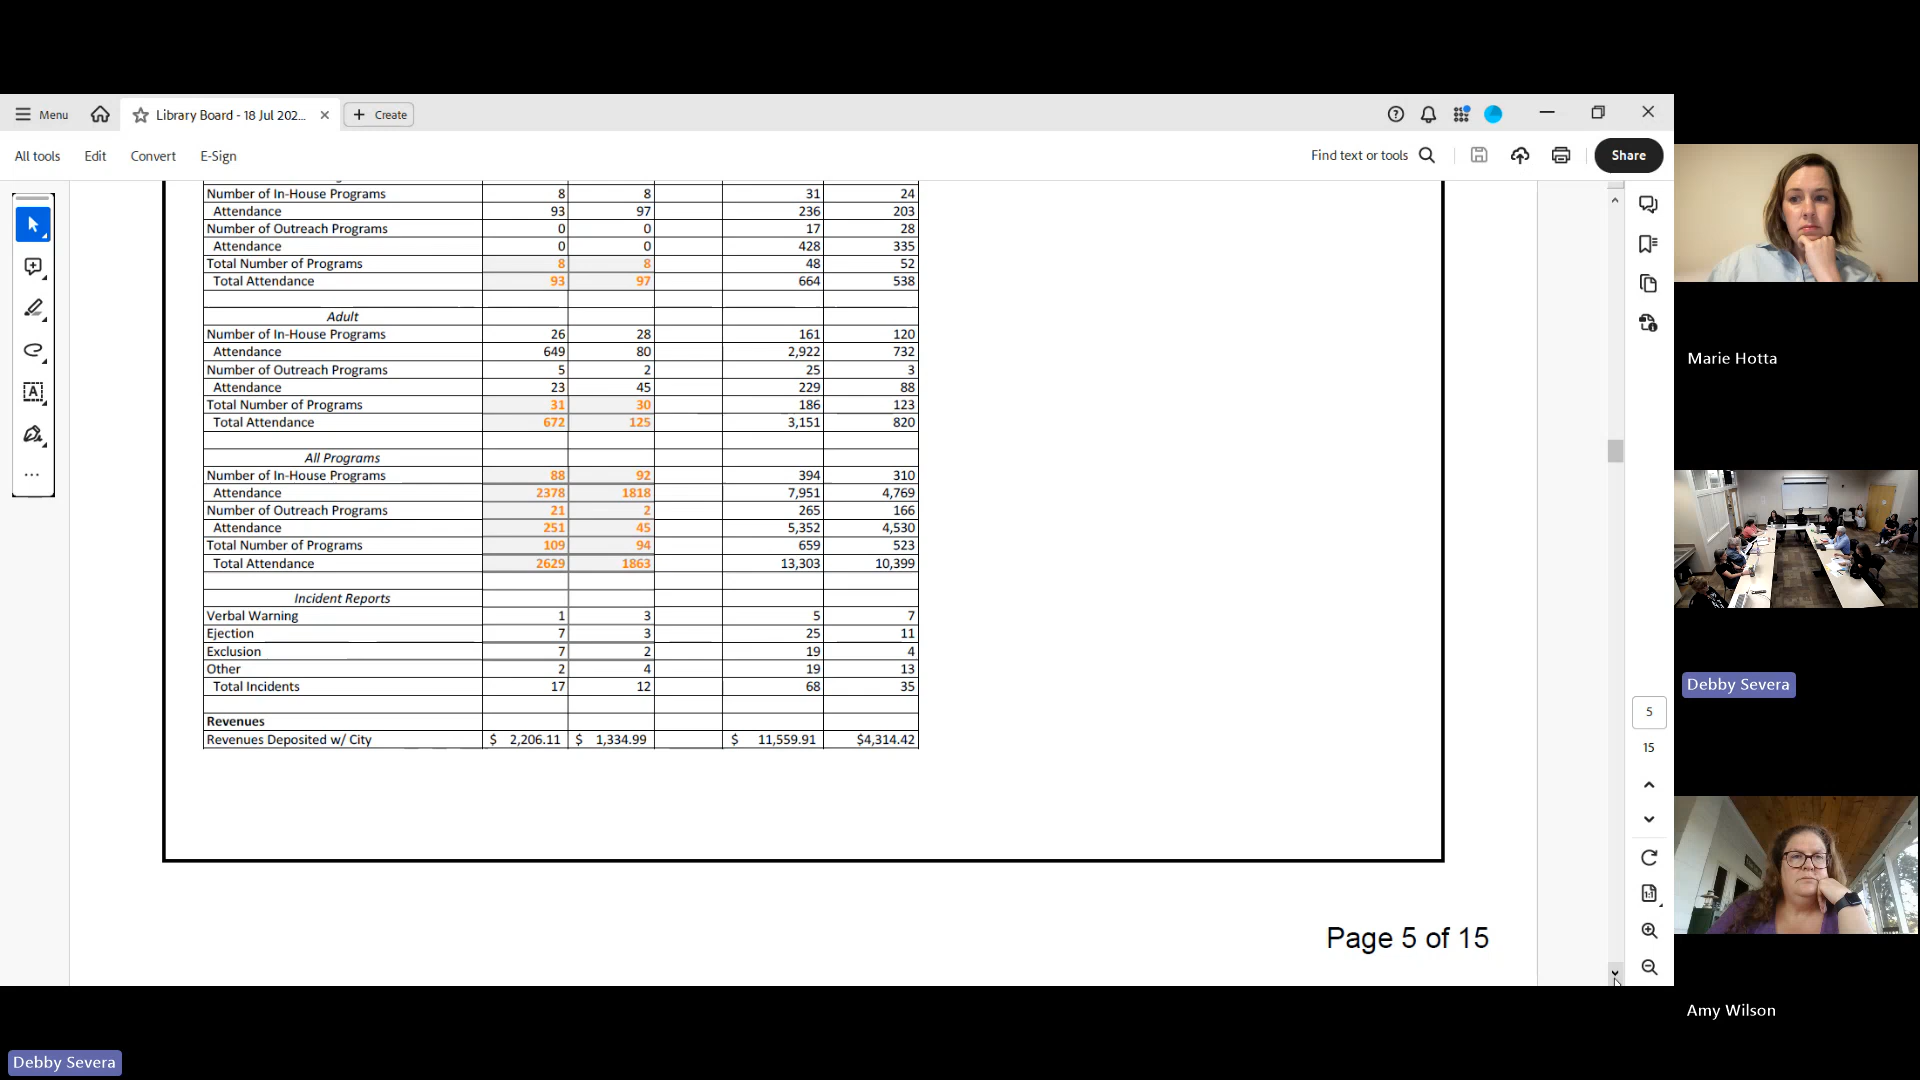 Menu
Library Board - 18 Jul 202...
Create
All tools
Edit
Convert
E-Sign
Find text or tools
Share
Number of In-House Programs 8 8 31 24
Attendance 93 97 236 203
Number of Outreach Programs 0 0 17 28
Attendance 0 0 428 335
Total Number of Programs 8 8 48 52
Total Attendance 93 97 664 538
Adult
Number of In-House Programs 26 28 161 120
Attendance 649 80 2,922 732
Number of Outreach Programs 5 2 25 3
Attendance 23 45 229 88
Total Number of Programs 31 30 186 123
Total Attendance 672 125 3,151 820
All Programs
Number of In-House Programs 88 92 394 310
Attendance 2378 1818 7,951 4,769
Number of Outreach Programs 21 2 265 166
Attendance 251 45 5,352 4,530
Total Number of Programs 109 94 659 523
Total Attendance 2629 1863 13,303 10,399
Incident Reports
Verbal Warning 1 3 5 7
Ejection 7 3 25 11
Exclusion 7 2 19 4
Other 2 4 19 13
Total Incidents 17 12 68 35
Revenues
Revenues Deposited w/ City $ 2,206.11 $ 1,334.99 $ 11,559.91 $4,314.42
Page 5 of 15
5
15
Marie Hotta
Debby Severa
Amy Wilson
Debby Severa